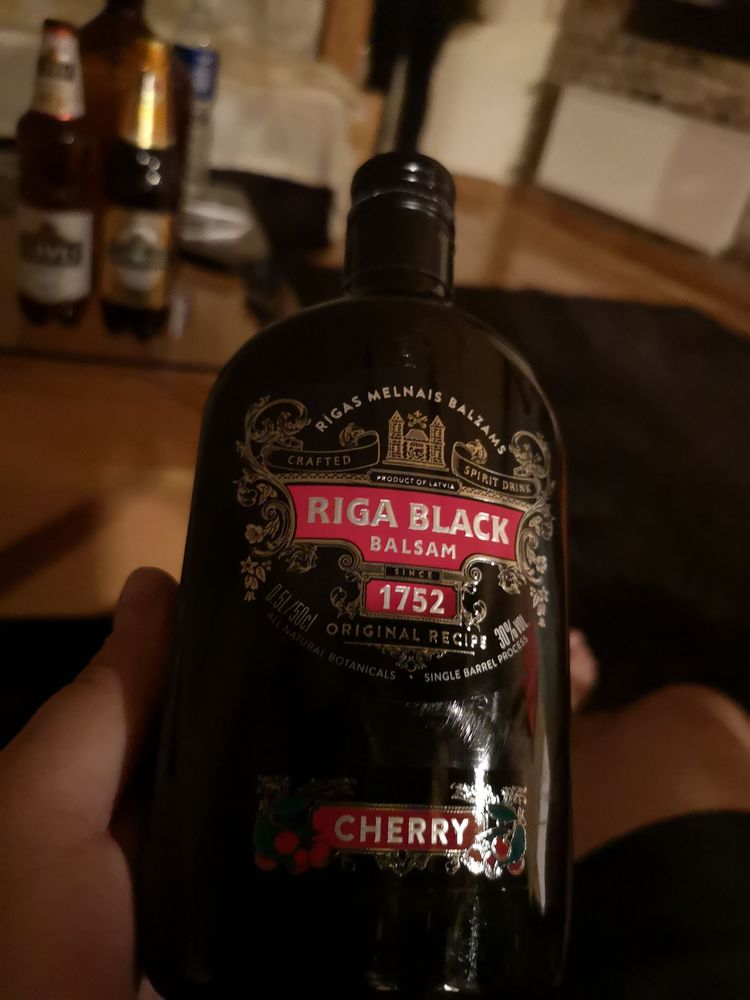 RĪGAS MELNAIS BALZAMS
CRAFTED
SPIRIT DRINK
PRODUCT OF LATVIA
RIGA BLACK
BALSAM
SINCE
1752
0.5L/50cl
ORIGINAL RECIPE
30% VOL.
ALL NATURAL BOTANICALS • SINGLE BARREL PROCESS
CHERRY